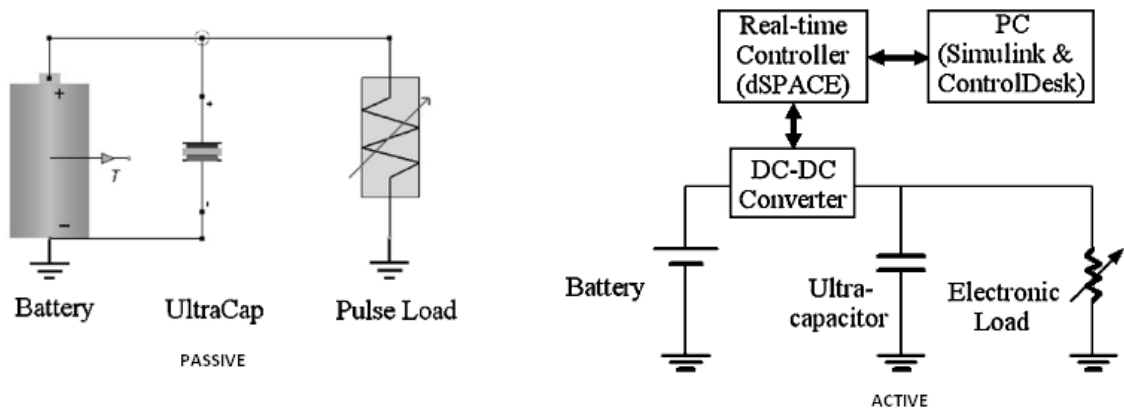 +
T
−
+
-
Battery
UltraCap
Pulse Load
PASSIVE
Real-time
Controller
(dSPACE)
PC
(Simulink &
ControlDesk)
DC-DC
Converter
Battery
Ultra-
capacitor
Electronic
Load
ACTIVE